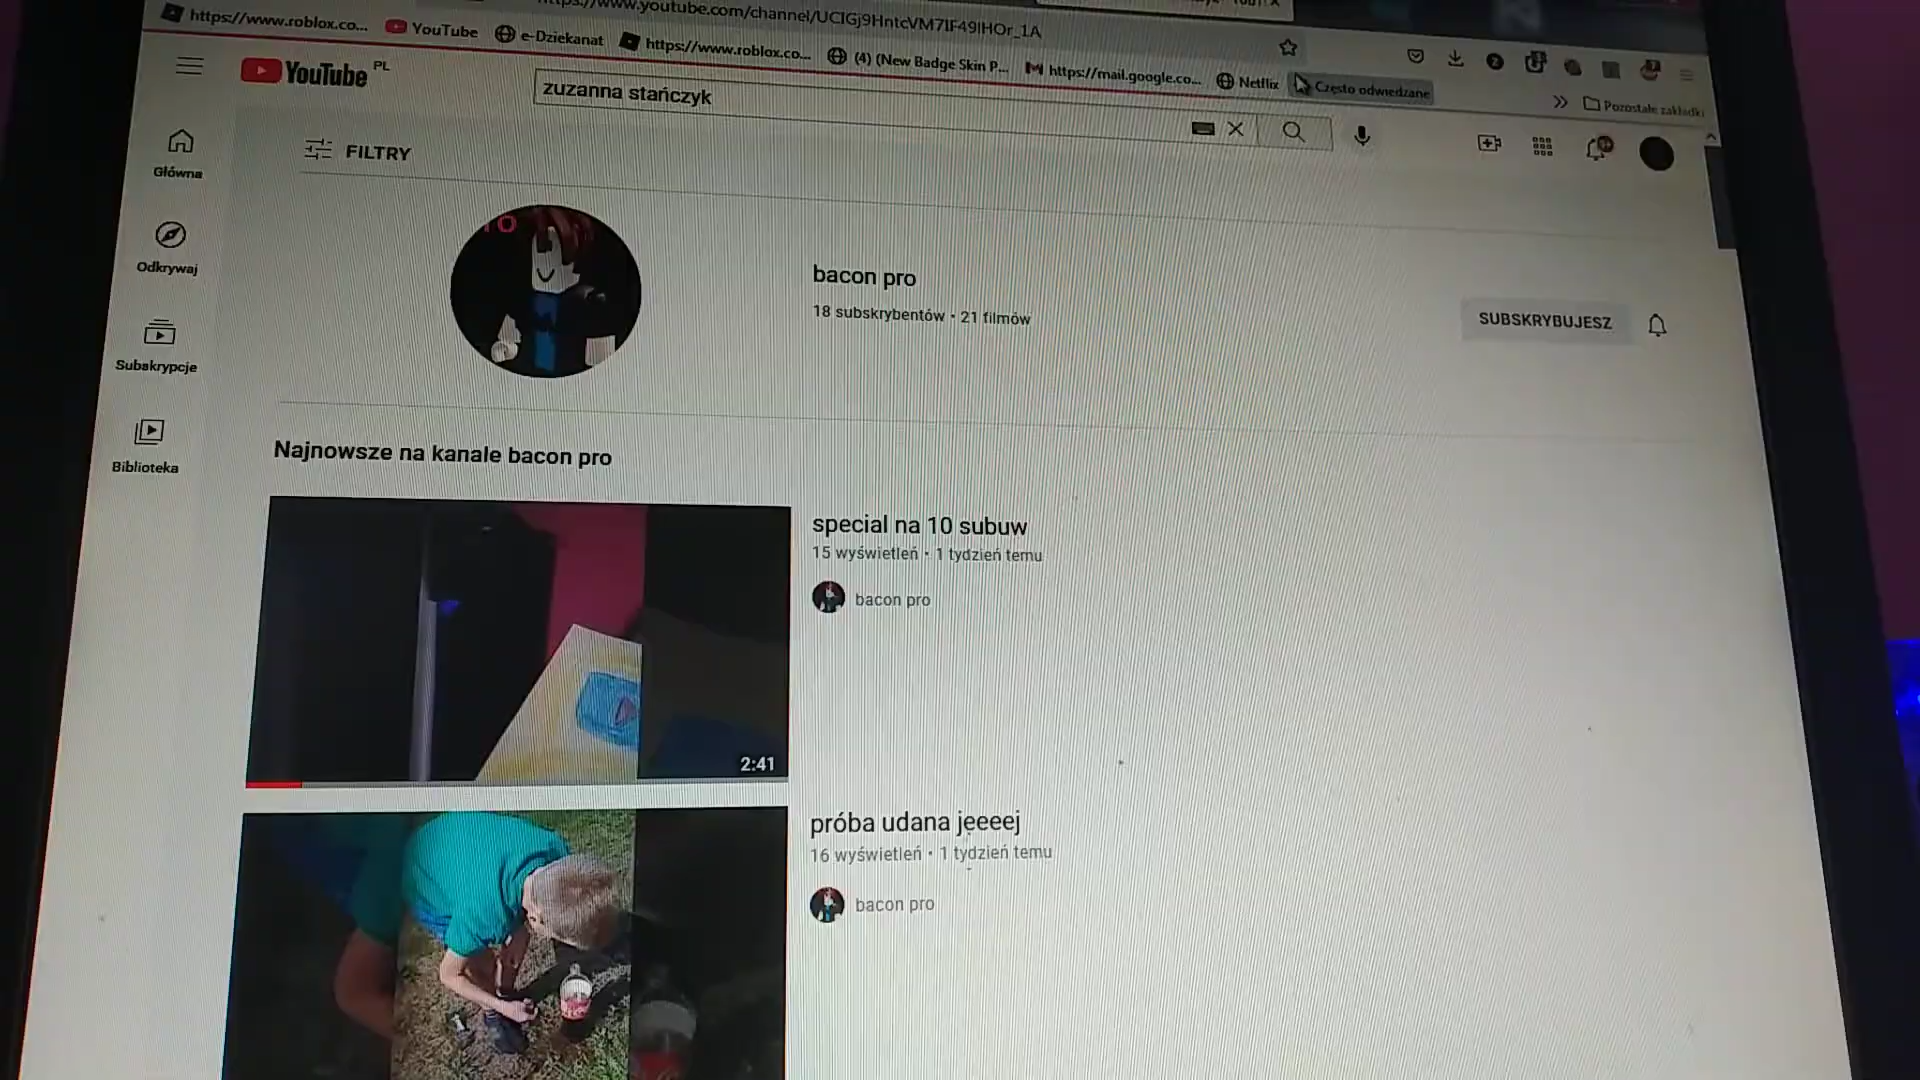 https://www.youtube.com/channel/UCIGj9HntcVM7IF49IHOr_1A
https://www.roblox.co...
YouTube
e-Dziekanat
https://www.roblox.co...
(4) (New Badge Skin P...
https://mail.google.co...
Netflix
Często odwiedzane
Pozostałe zakładki
YouTube PL
zuzanna stańczyk
Główna
Odkrywaj
Subskrypcje
Biblioteka
FILTRY
bacon pro
18 subskrybentów • 21 filmów
SUBSKRYBUJESZ
Najnowsze na kanale bacon pro
2:41
special na 10 subuw
15 wyświetleń • 1 tydzień temu
bacon pro
próba udana jeeeej
16 wyświetleń • 1 tydzień temu
bacon pro